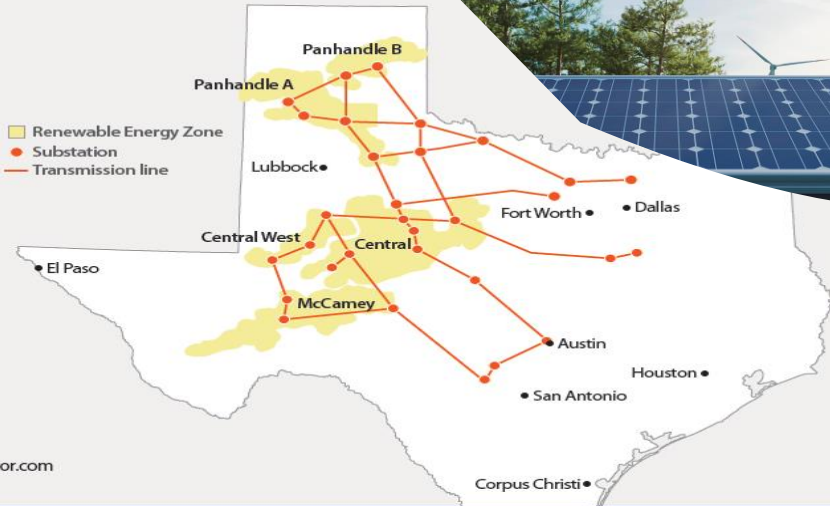 Panhandle B
Panhandle A
Renewable Energy Zone
Substation
Transmission line
Lubbock
Fort Worth
Dallas
Central West
Central
El Paso
McCamey
Austin
Houston
San Antonio
or.com
Corpus Christi